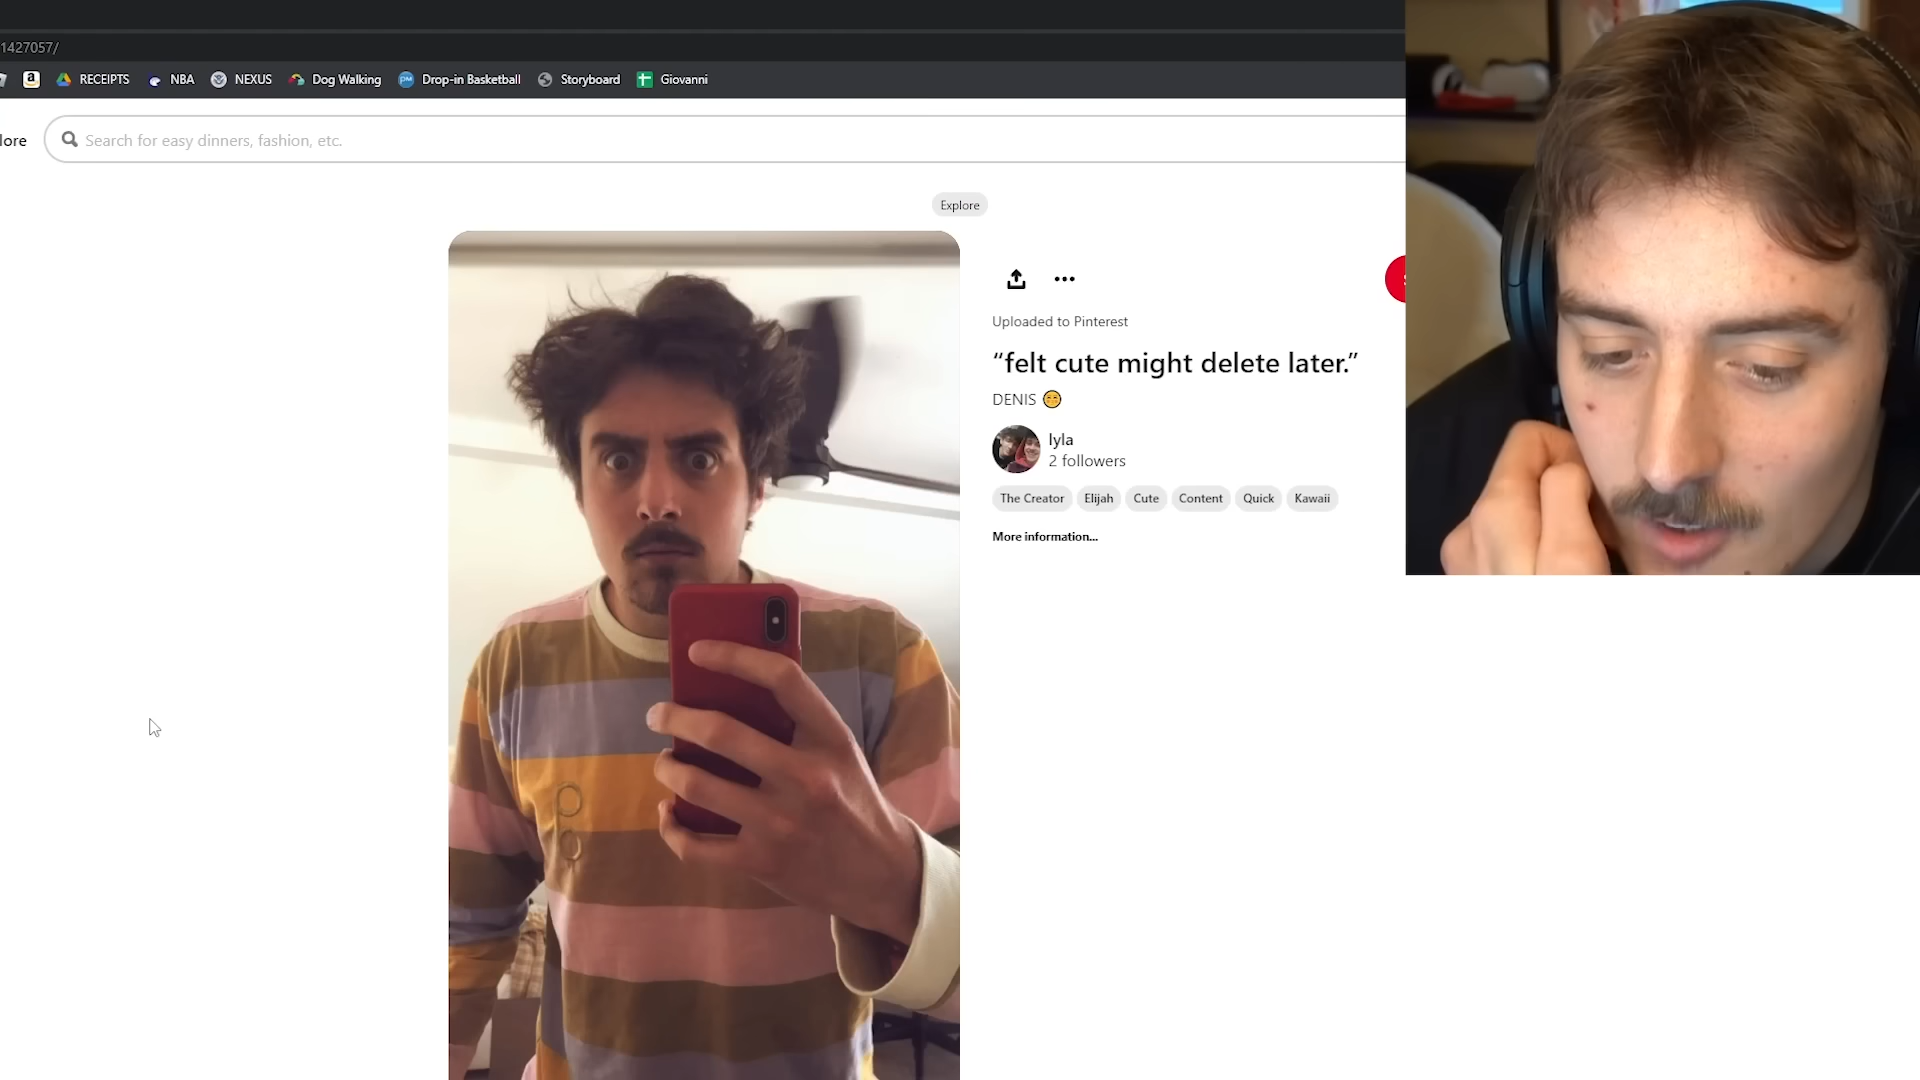 1427057/
RECEIPTS NBA NEXUS Dog Walking Drop-in Basketball Storyboard Giovanni
lore Search for easy dinners, fashion, etc.
Explore
Uploaded to Pinterest
“felt cute might delete later.”
DENIS 😊
lyla
2 followers
The Creator Elijah Cute Content Quick Kawaii
More information...